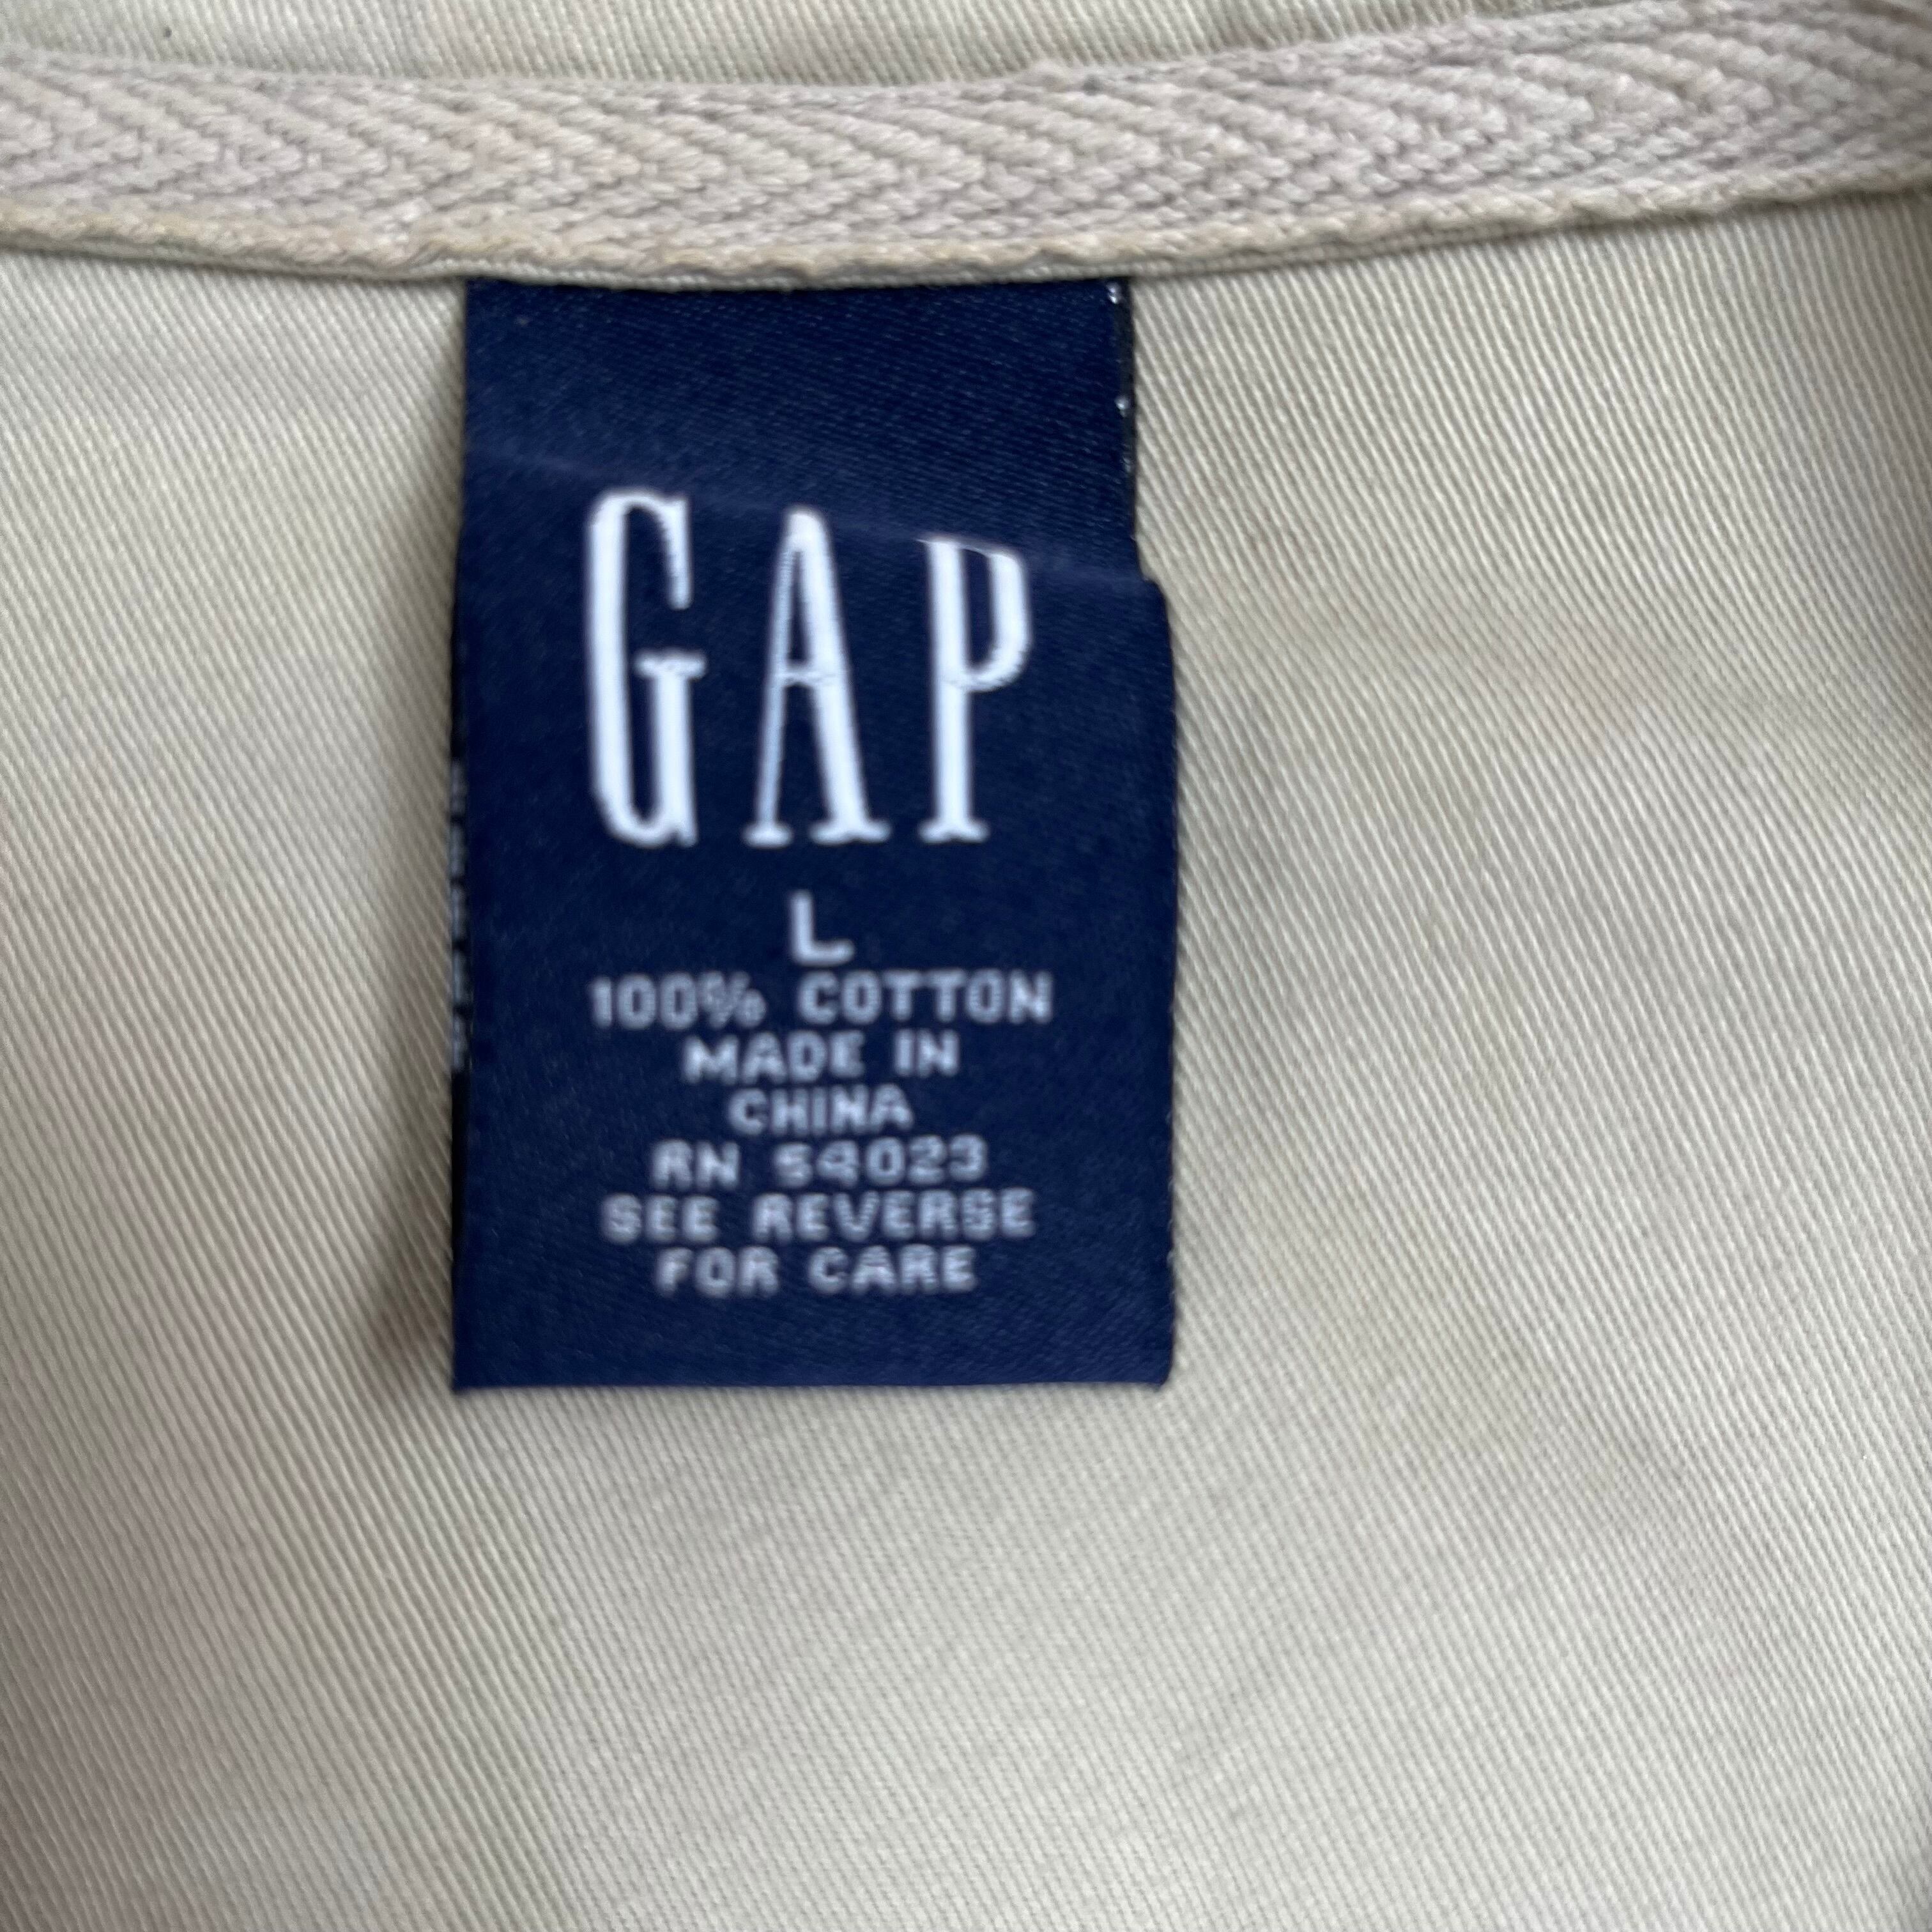 GAP
L
100% COTTON
MADE IN
CHINA
RN 54023
SEE REVERSE
FOR CARE